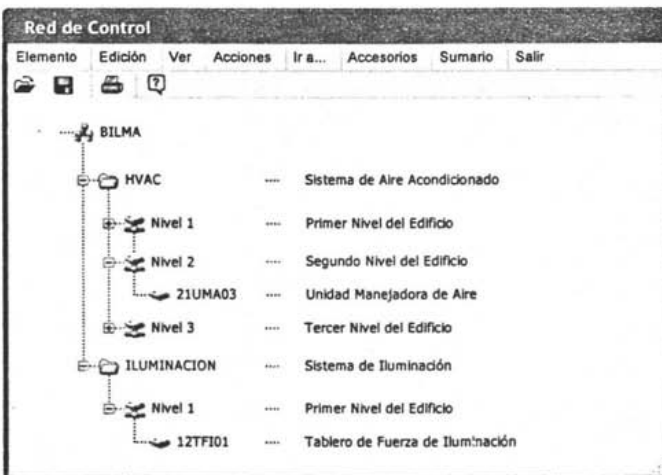 Red de Control
Elemento Edición Ver Acciones Ir a... Accesorios Sumario Salir
BILMA
HVAC .... Sistema de Aire Acondicionado
Nivel 1 .... Primer Nivel del Edificio
Nivel 2 .... Segundo Nivel del Edificio
21UMA03 .... Unidad Manejadora de Aire
Nivel 3 .... Tercer Nivel del Edificio
ILUMINACION .... Sistema de Iluminación
Nivel 1 .... Primer Nivel del Edificio
12TFI01 .... Tablero de Fuerza de Iluminación